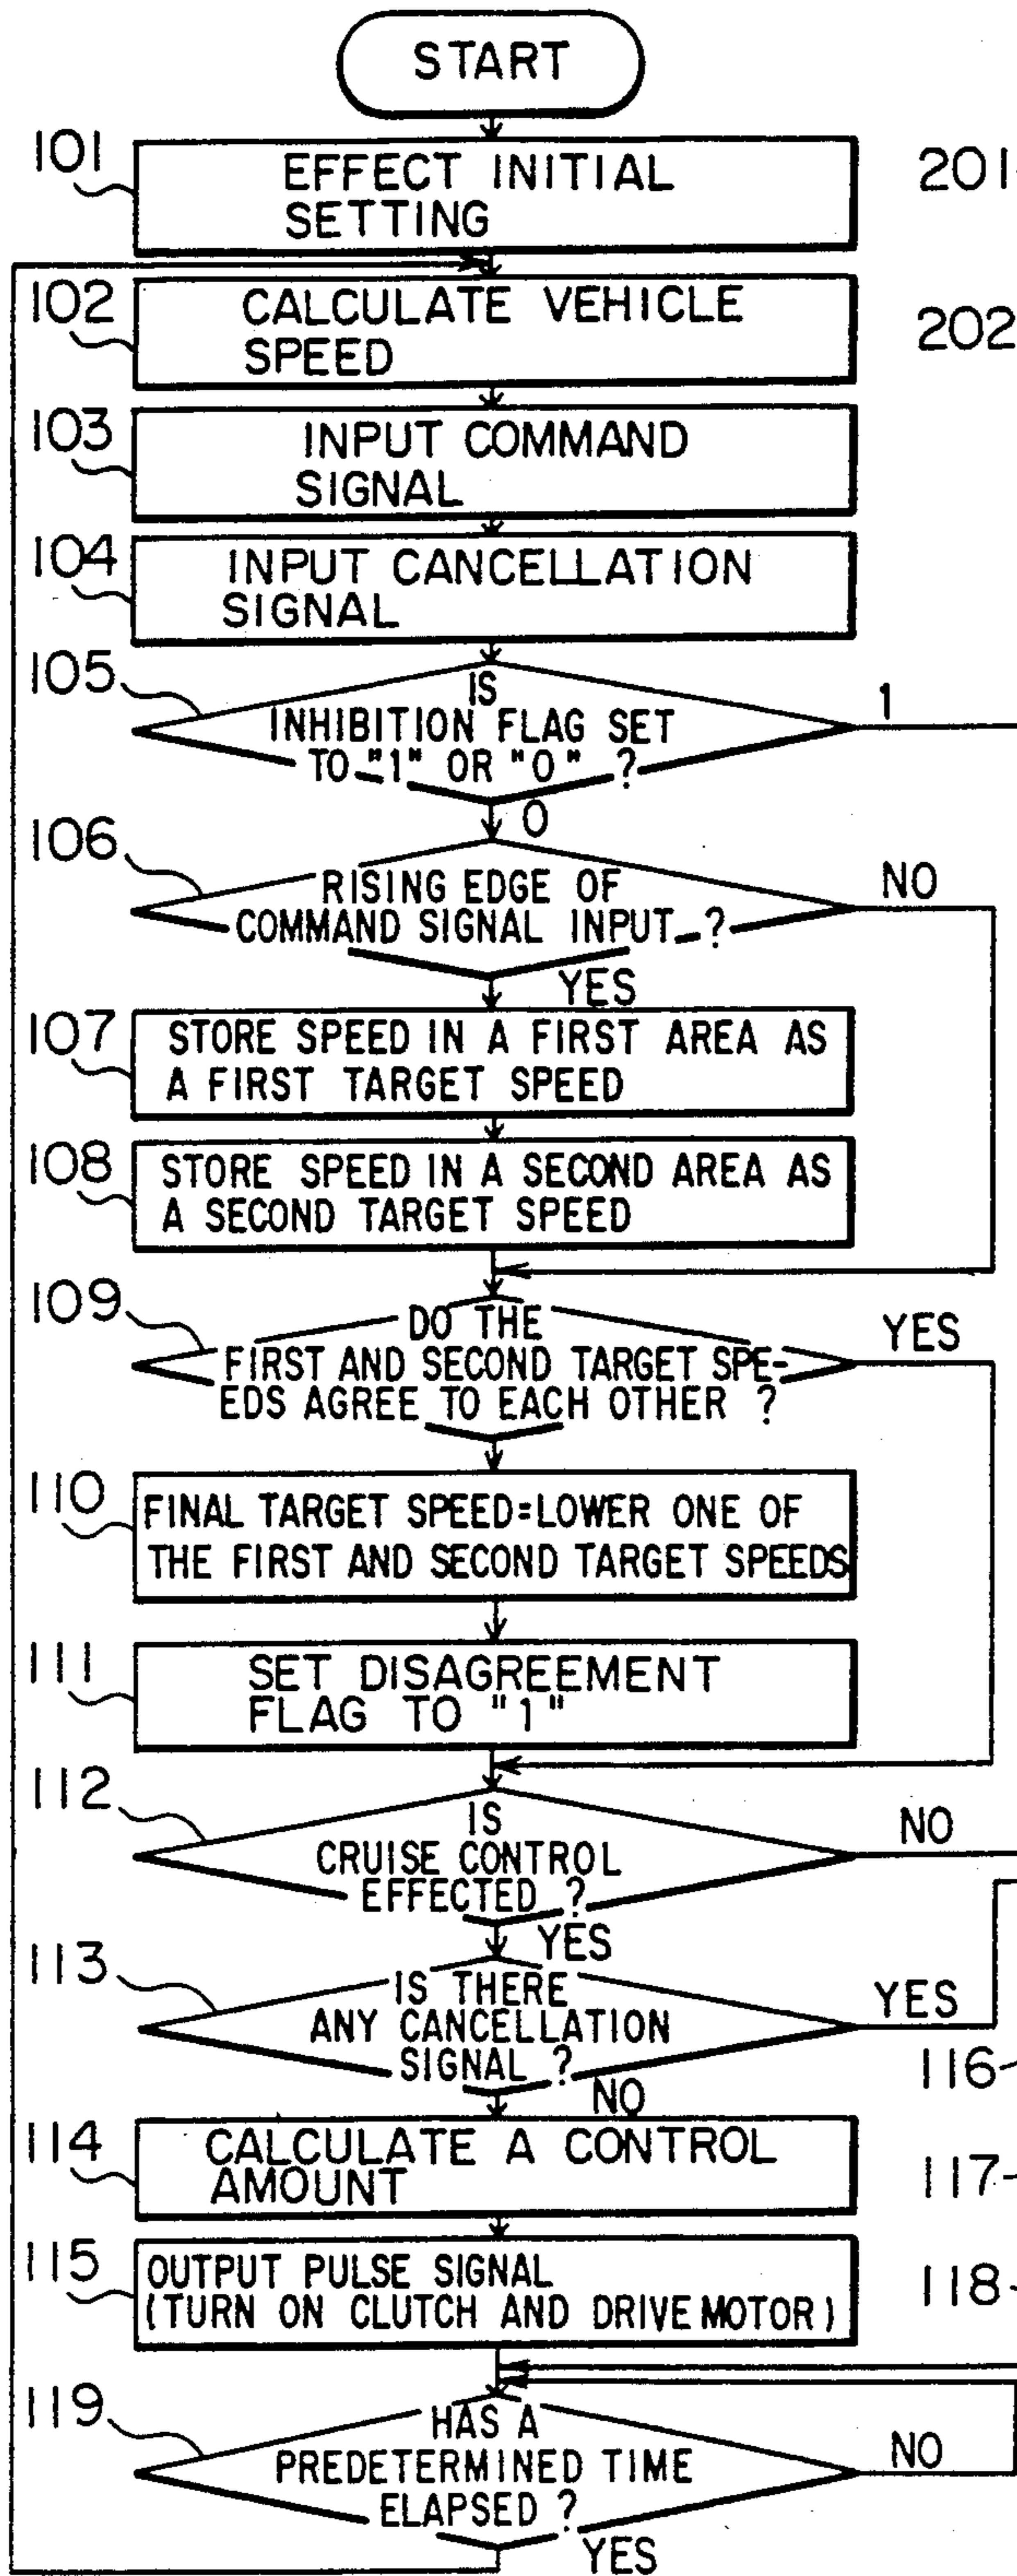 START
101
EFFECT INITIAL
SETTING
201
102
CALCULATE VEHICLE
SPEED
202
103
INPUT COMMAND
SIGNAL
104
INPUT CANCELLATION
SIGNAL
105
IS
INHIBITION FLAG SET
TO "1" OR "0" ?
1
0
106
RISING EDGE OF
COMMAND SIGNAL INPUT ?
NO
YES
107
STORE SPEED IN A FIRST AREA AS
A FIRST TARGET SPEED
108
STORE SPEED IN A SECOND AREA AS
A SECOND TARGET SPEED
109
DO THE
FIRST AND SECOND TARGET SPE-
EDS AGREE TO EACH OTHER ?
YES
110
FINAL TARGET SPEED=LOWER ONE OF
THE FIRST AND SECOND TARGET SPEEDS
111
SET DISAGREEMENT
FLAG TO "1"
112
IS
CRUISE CONTROL
EFFECTED ?
NO
YES
113
IS THERE
ANY CANCELLATION
SIGNAL ?
YES
NO
116
114
CALCULATE A CONTROL
AMOUNT
117
115
OUTPUT PULSE SIGNAL
(TURN ON CLUTCH AND DRIVE MOTOR)
118
119
HAS A
PREDETERMINED TIME
ELAPSED ?
NO
YES